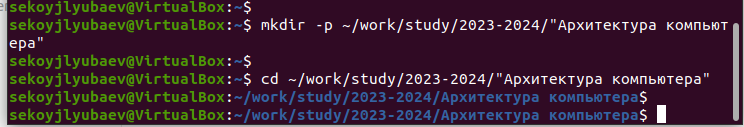 sekoyjlyubaev@VirtualBox:~$
sekoyjlyubaev@VirtualBox:~$ mkdir -p ~/work/study/2023-2024/"Архитектура компьют
ера"
sekoyjlyubaev@VirtualBox:~$
sekoyjlyubaev@VirtualBox:~$ cd ~/work/study/2023-2024/"Архитектура компьютера"
sekoyjlyubaev@VirtualBox:~/work/study/2023-2024/Архитектура компьютера$
sekoyjlyubaev@VirtualBox:~/work/study/2023-2024/Архитектура компьютера$